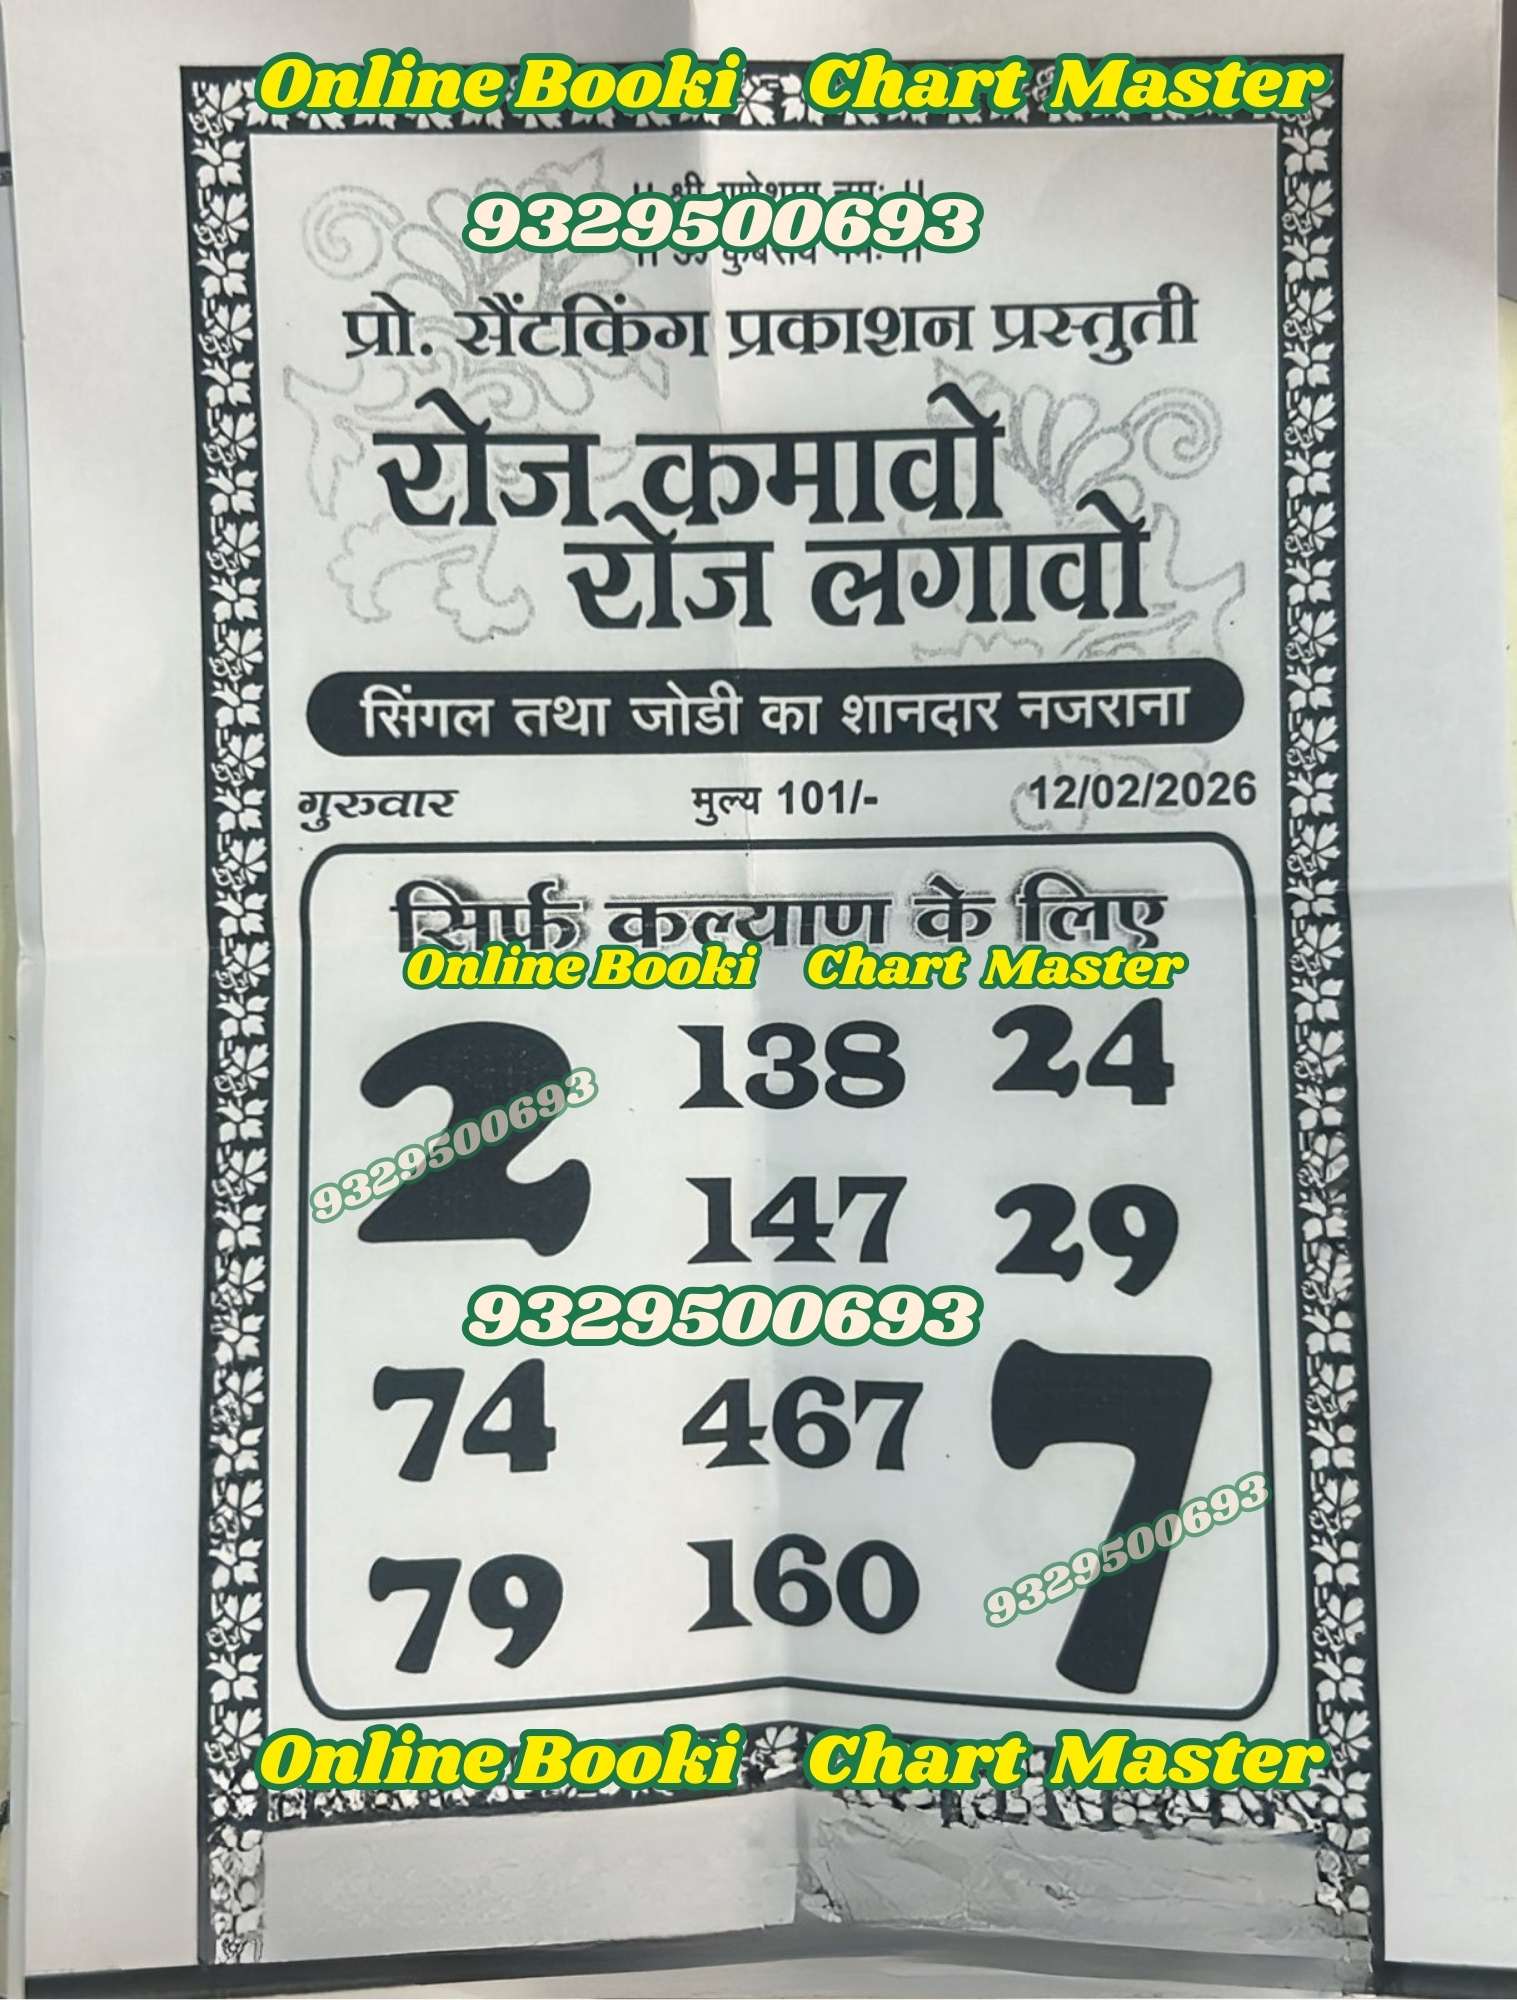 Online Booki Chart Master
|| श्री गणेशाय नमः ||
9329500693
प्रो. सैंटकिंग प्रकाशन प्रस्तुती
रोज कमावो
रोज लगावो
सिंगल तथा जोडी का शानदार नजराना
गुरुवार मुल्य 101/- 12/02/2026
सिर्फ कल्याण के लिए
Online Booki Chart Master
2 138 24
9329500693
147 29
9329500693
74 467 7
9329500693
79 160
Online Booki Chart Master